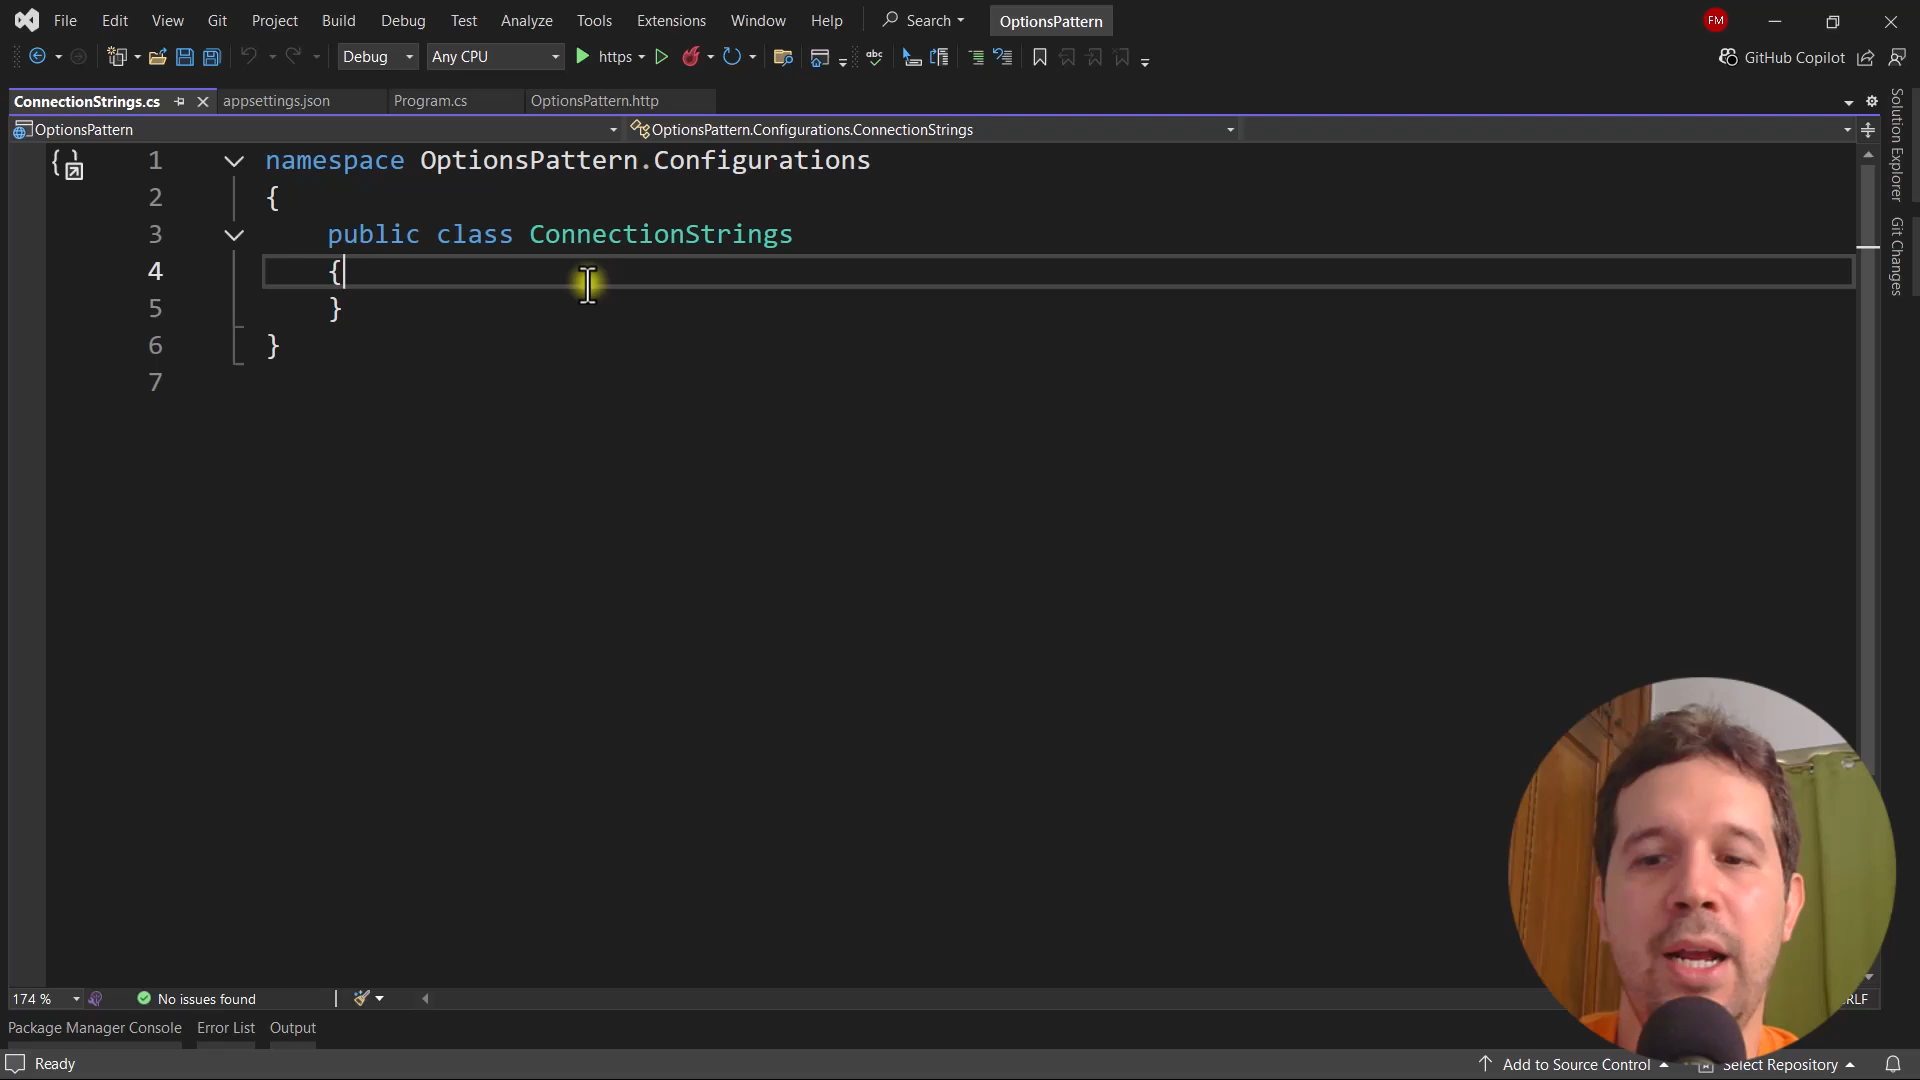 File Edit View Git Project Build Debug Test Analyze Tools Extensions Window Help Search OptionsPattern FM
Debug Any CPU https GitHub Copilot
ConnectionStrings.cs appsettings.json Program.cs OptionsPattern.http
OptionsPattern OptionsPattern.Configurations.ConnectionStrings
Solution Explorer
Git Changes
1 namespace OptionsPattern.Configurations
2 {
3 public class ConnectionStrings
4 {
5 }
6 }
7
174 % No issues found RLF
Package Manager Console Error List Output
Ready Add to Source Control Select Repository